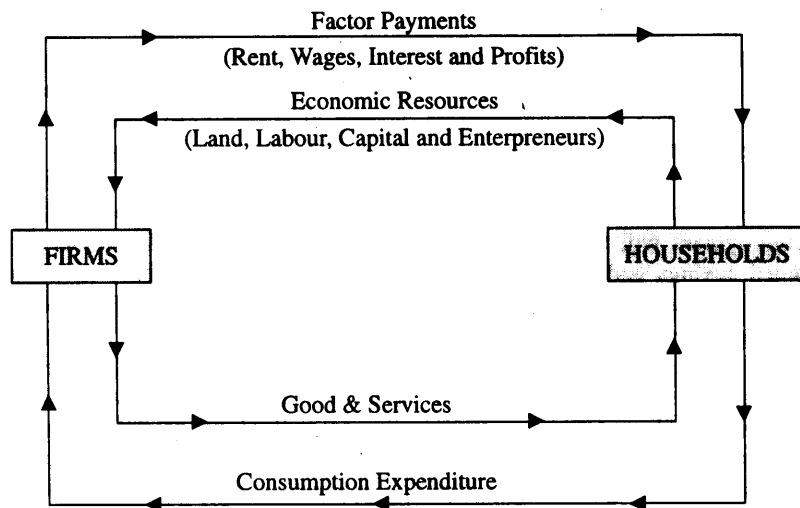 Factor Payments
(Rent, Wages, Interest and Profits)
Economic Resources
(Land, Labour, Capital and Enterpreneurs)
FIRMS
HOUSEHOLDS
Good & Services
Consumption Expenditure